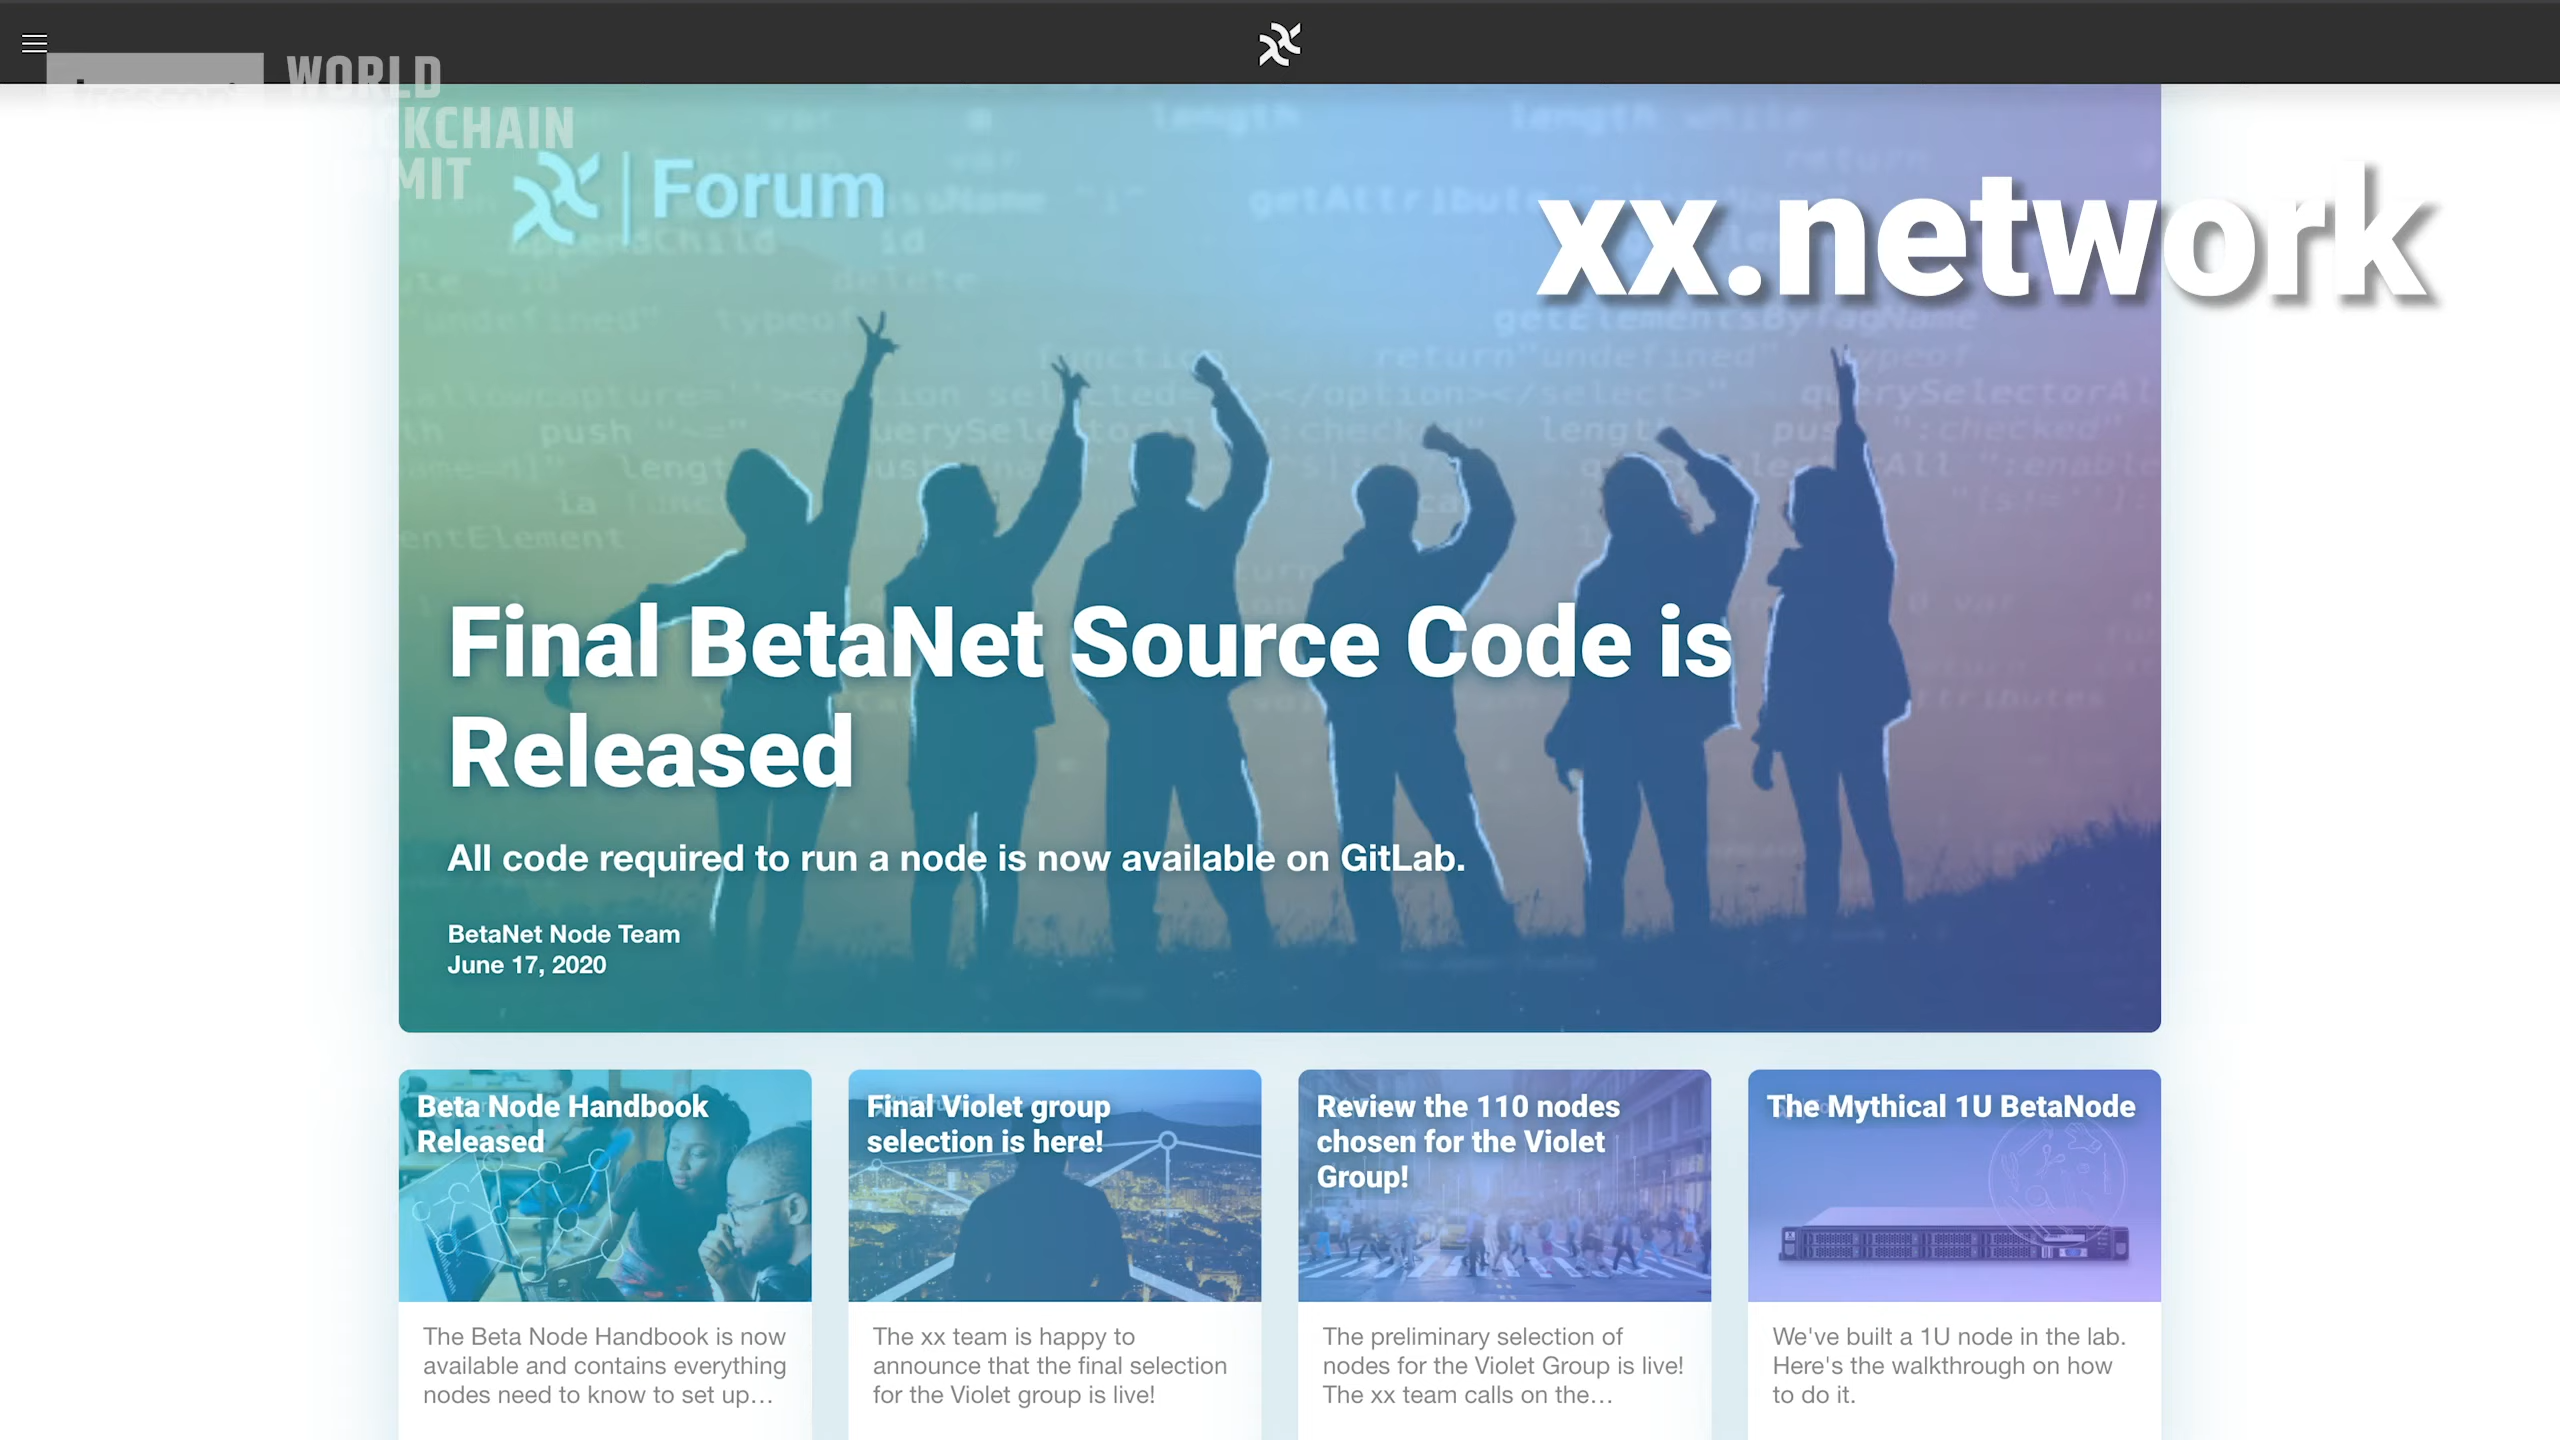 WORLD
CKCHAIN
MIT
Forum
xx.network
Final BetaNet Source Code is
Released
All code required to run a node is now available on GitLab.
BetaNet Node Team
June 17, 2020
Beta Node Handbook
Released
The Beta Node Handbook is now
available and contains everything
nodes need to know to set up...
Final Violet group
selection is here!
The xx team is happy to
announce that the final selection
for the Violet group is live!
Review the 110 nodes
chosen for the Violet
Group!
The preliminary selection of
nodes for the Violet Group is live!
The xx team calls on the...
The Mythical 1U BetaNode
We've built a 1U node in the lab.
Here's the walkthrough on how
to do it.